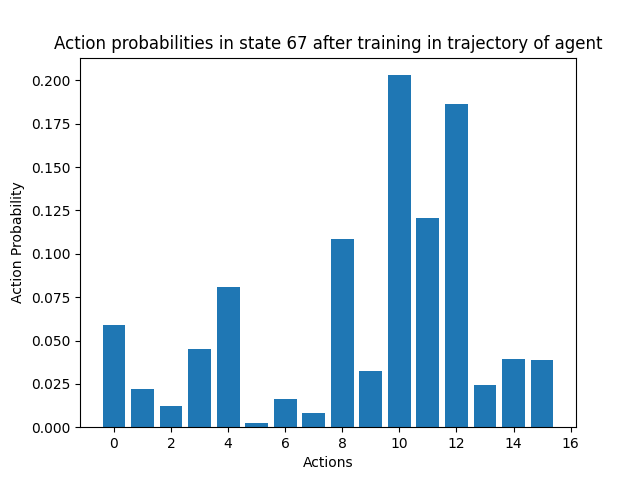 Action probabilities in state 67 after training in trajectory of agent
0.200
0.175
0.150
0.125
0.100
0.075
0.050
0.025
0.000
Action Probability
0 2 4 6 8 10 12 14 16
Actions